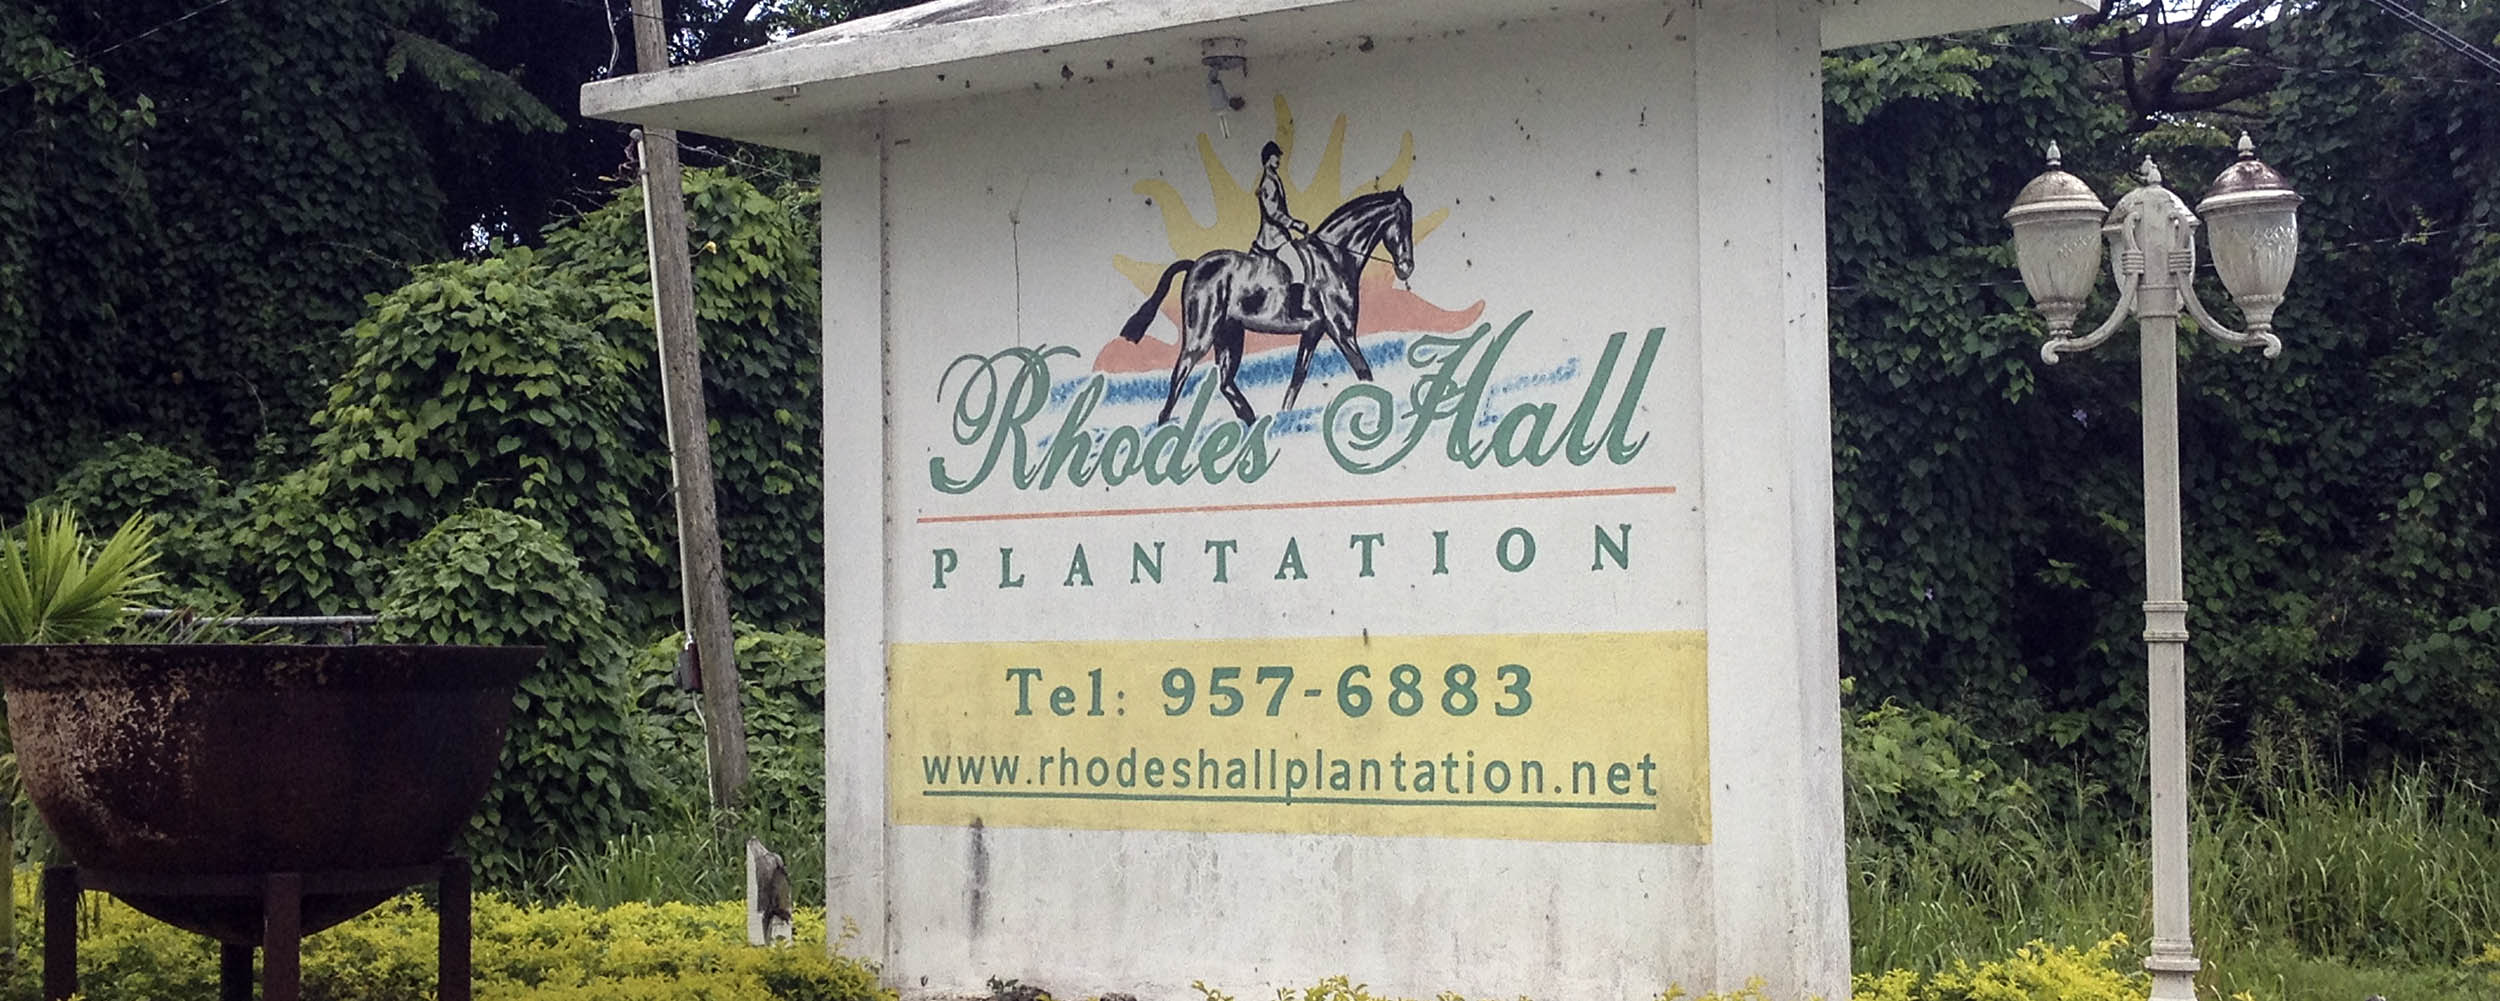 Rhodes Hall
PLANTATION
Tel: 957-6883
www.rhodeshallplantation.net